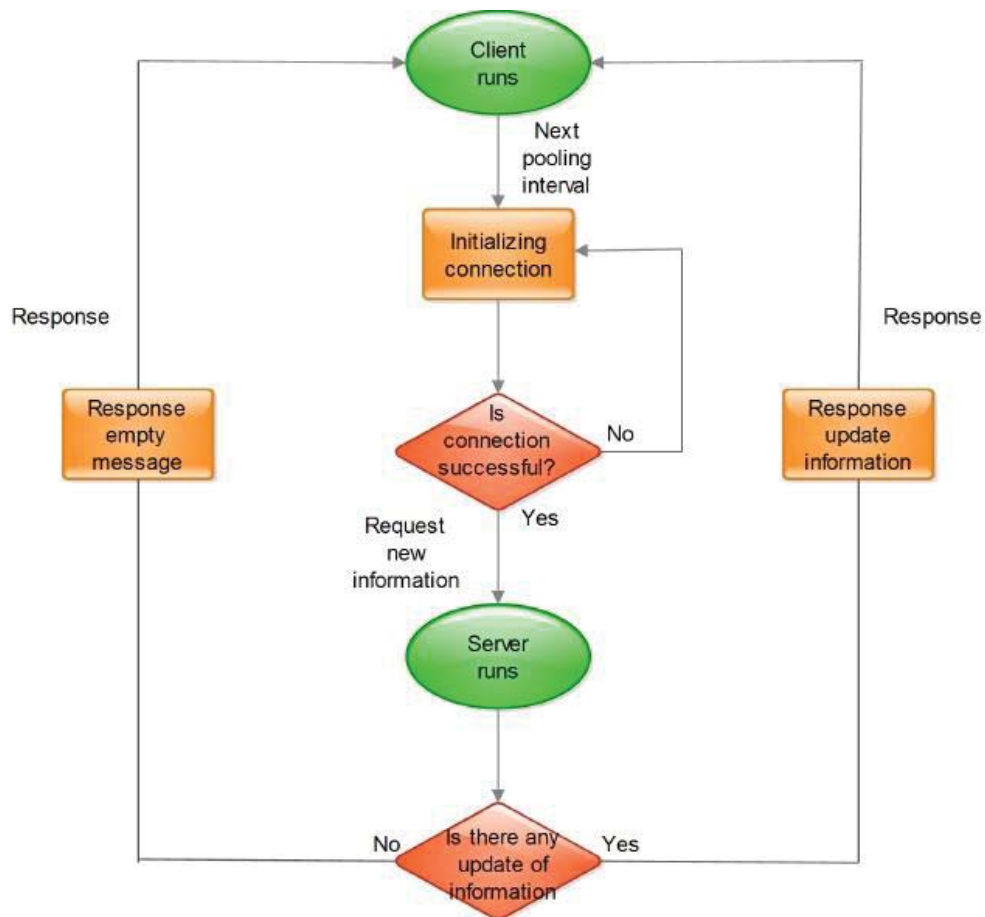 Client
runs
Next
pooling
interval
Initializing
connection
Response
Response
Response
empty
message
Is
connection
successful?
No
Response
update
information
Yes
Request
new
information
Server
runs
No
Is there any
update of
information
Yes